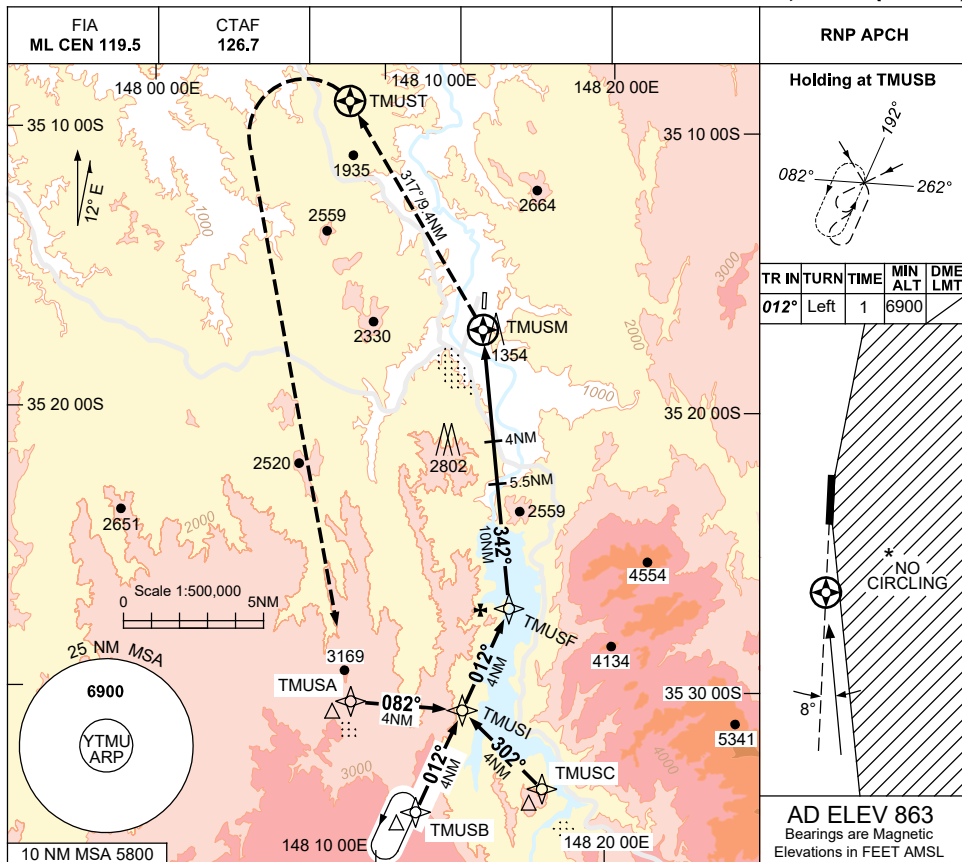 FIA
ML CEN 119.5
CTAF
126.7
RNP APCH
148 00 00E
148 10 00E
148 20 00E
TMUST
35 10 00S
35 10 00S
12° E
1935
317°/9.4NM
2664
1000
2559
3000
2330
TMUSM
1354
2000
1000
35 20 00S
35 20 00S
4NM
2802
2520
5.5NM
2651
2000
2559
342°
10NM
4554
Scale 1:500,000
0
5NM
TMUSF
4134
25 NM MSA
6900
YTMU
ARP
3169
TMUSA
082°
4NM
012°
4NM
TMUSI
35 30 00S
5341
302°
4NM
TMUSC
4000
3000
012°
4NM
TMUSB
148 10 00E
148 20 00E
10 NM MSA 5800
Holding at TMUSB
192°
082°
262°
TR IN TURN TIME MIN ALT DME LMT
012° Left 1 6900
* NO
CIRCLING
8°
AD ELEV 863
Bearings are Magnetic
Elevations in FEET AMSL